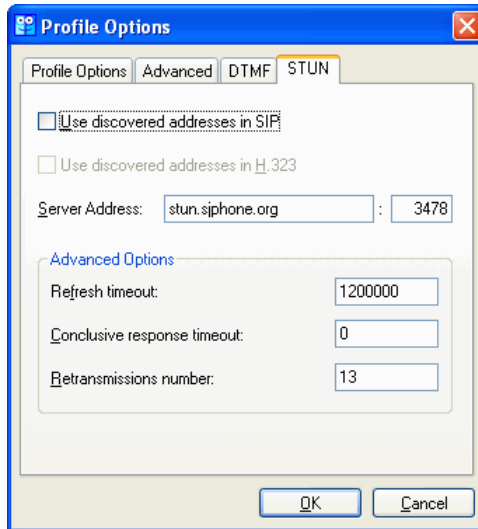 Profile Options
Profile Options Advanced DTMF STUN
Use discovered addresses in SIP
Use discovered addresses in H.323
Server Address: stun.sjphone.org : 3478
Advanced Options
Refresh timeout: 1200000
Conclusive response timeout: 0
Retransmissions number: 13
OK Cancel